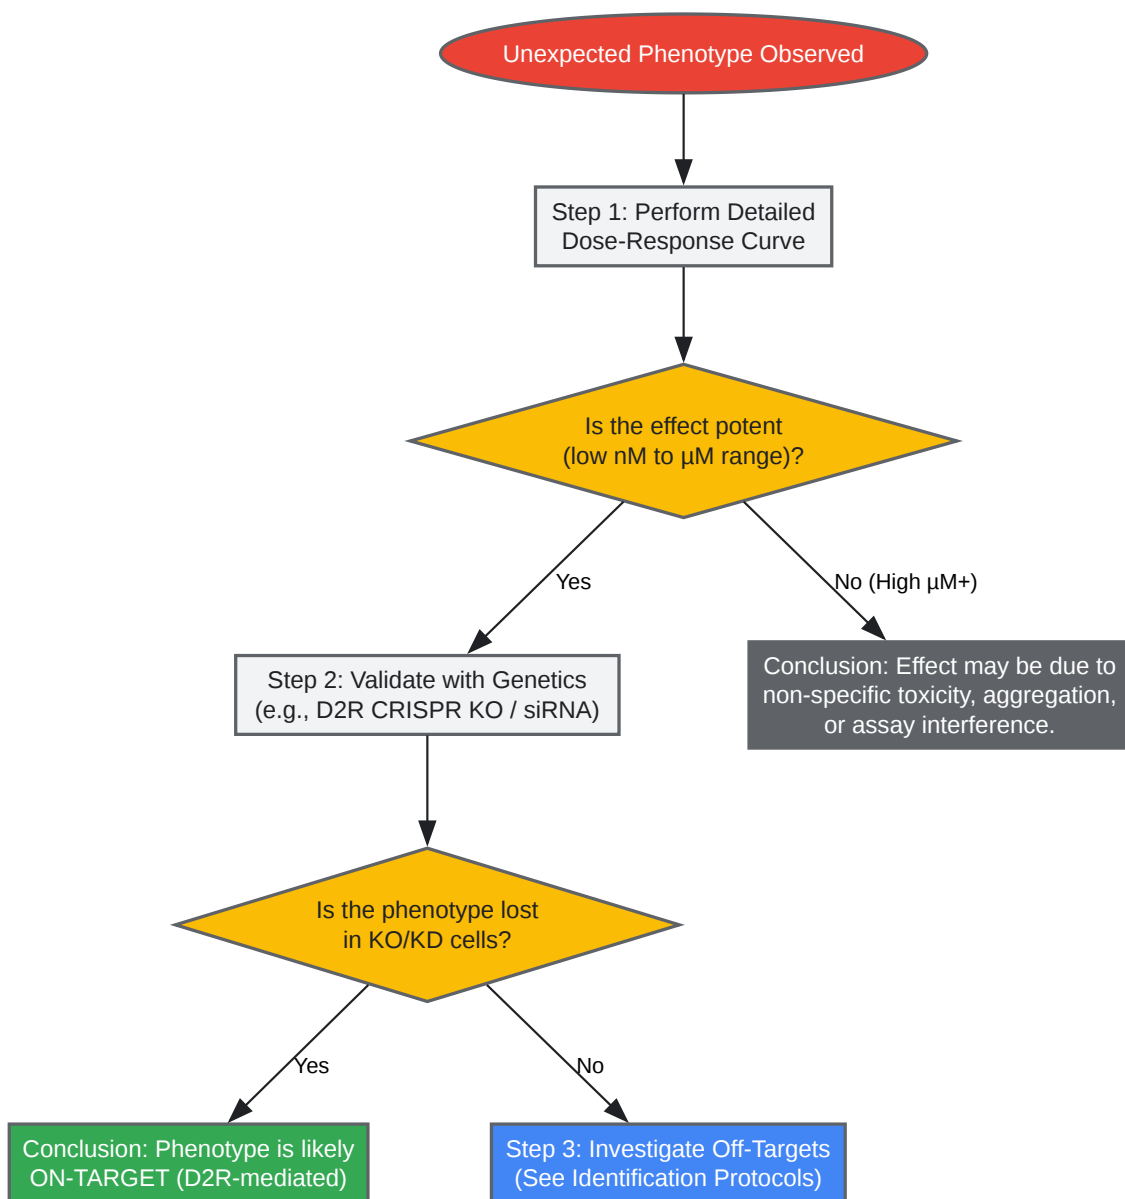 Unexpected Phenotype Observed
Step 1: Perform Detailed
Dose-Response Curve
Is the effect potent
(low nM to µM range)?
Yes
No (High µM+)
Step 2: Validate with Genetics
(e.g., D2R CRISPR KO / siRNA)
Conclusion: Effect may be due to
non-specific toxicity, aggregation,
or assay interference.
Is the phenotype lost
in KO/KD cells?
Yes
No
Conclusion: Phenotype is likely
ON-TARGET (D2R-mediated)
Step 3: Investigate Off-Targets
(See Identification Protocols)